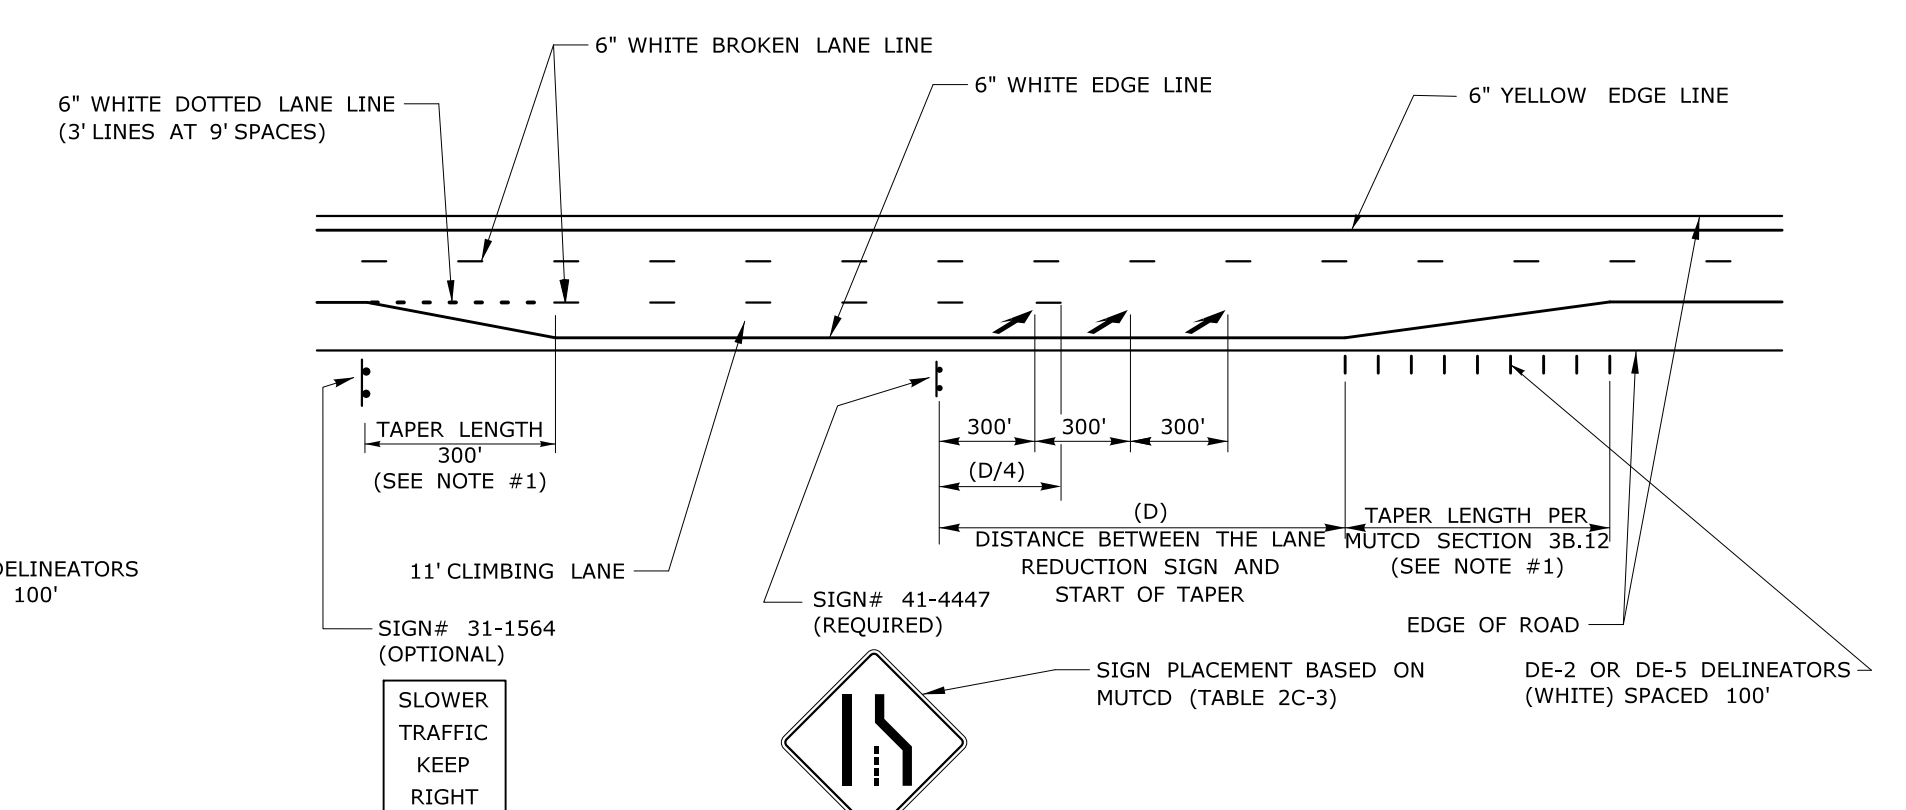 6" WHITE BROKEN LANE LINE
6" WHITE EDGE LINE
6" YELLOW EDGE LINE
6" WHITE DOTTED LANE LINE
(3' LINES AT 9' SPACES)
TAPER LENGTH
300'
(SEE NOTE #1)
300'
300'
300'
(D/4)
(D)
DISTANCE BETWEEN THE LANE
REDUCTION SIGN AND
START OF TAPER
TAPER LENGTH PER
MUTCD SECTION 3B.12
(SEE NOTE #1)
DELINEATORS
100'
11' CLIMBING LANE
SIGN# 31-1564
(OPTIONAL)
SIGN# 41-4447
(REQUIRED)
EDGE OF ROAD
SIGN PLACEMENT BASED ON
MUTCD (TABLE 2C-3)
DE-2 OR DE-5 DELINEATORS
(WHITE) SPACED 100'
SLOWER
TRAFFIC
KEEP
RIGHT